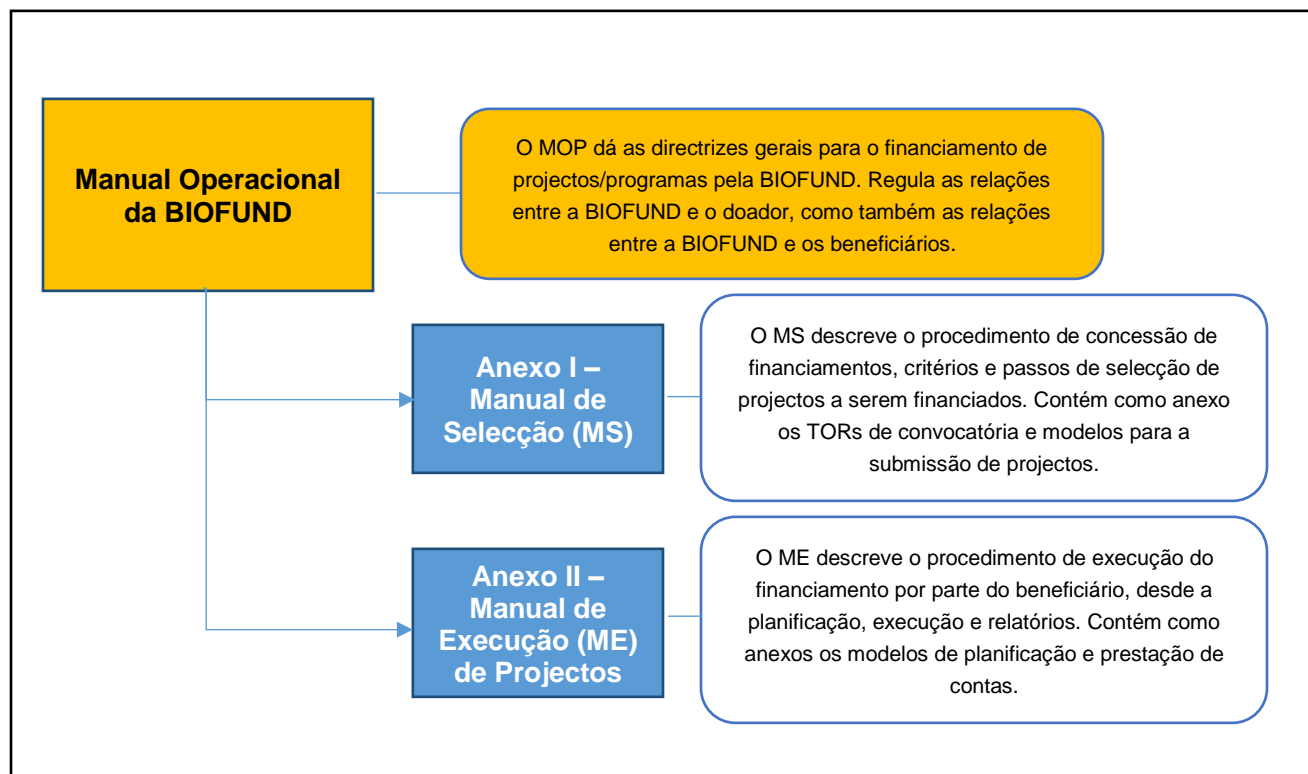 Manual Operacional
da BIOFUND
O MOP dá as directrizes gerais para o financiamento de
projectos/programas pela BIOFUND. Regula as relações
entre a BIOFUND e o doador, como também as relações
entre a BIOFUND e os beneficiários.
Anexo I –
Manual de
Selecção (MS)
O MS descreve o procedimento de concessão de
financiamentos, critérios e passos de selecção de
projectos a serem financiados. Contém como anexo
os TORs de convocatória e modelos para a
submissão de projectos.
Anexo II –
Manual de
Execução (ME)
de Projectos
O ME descreve o procedimento de execução do
financiamento por parte do beneficiário, desde a
planificação, execução e relatórios. Contém como
anexos os modelos de planificação e prestação de
contas.